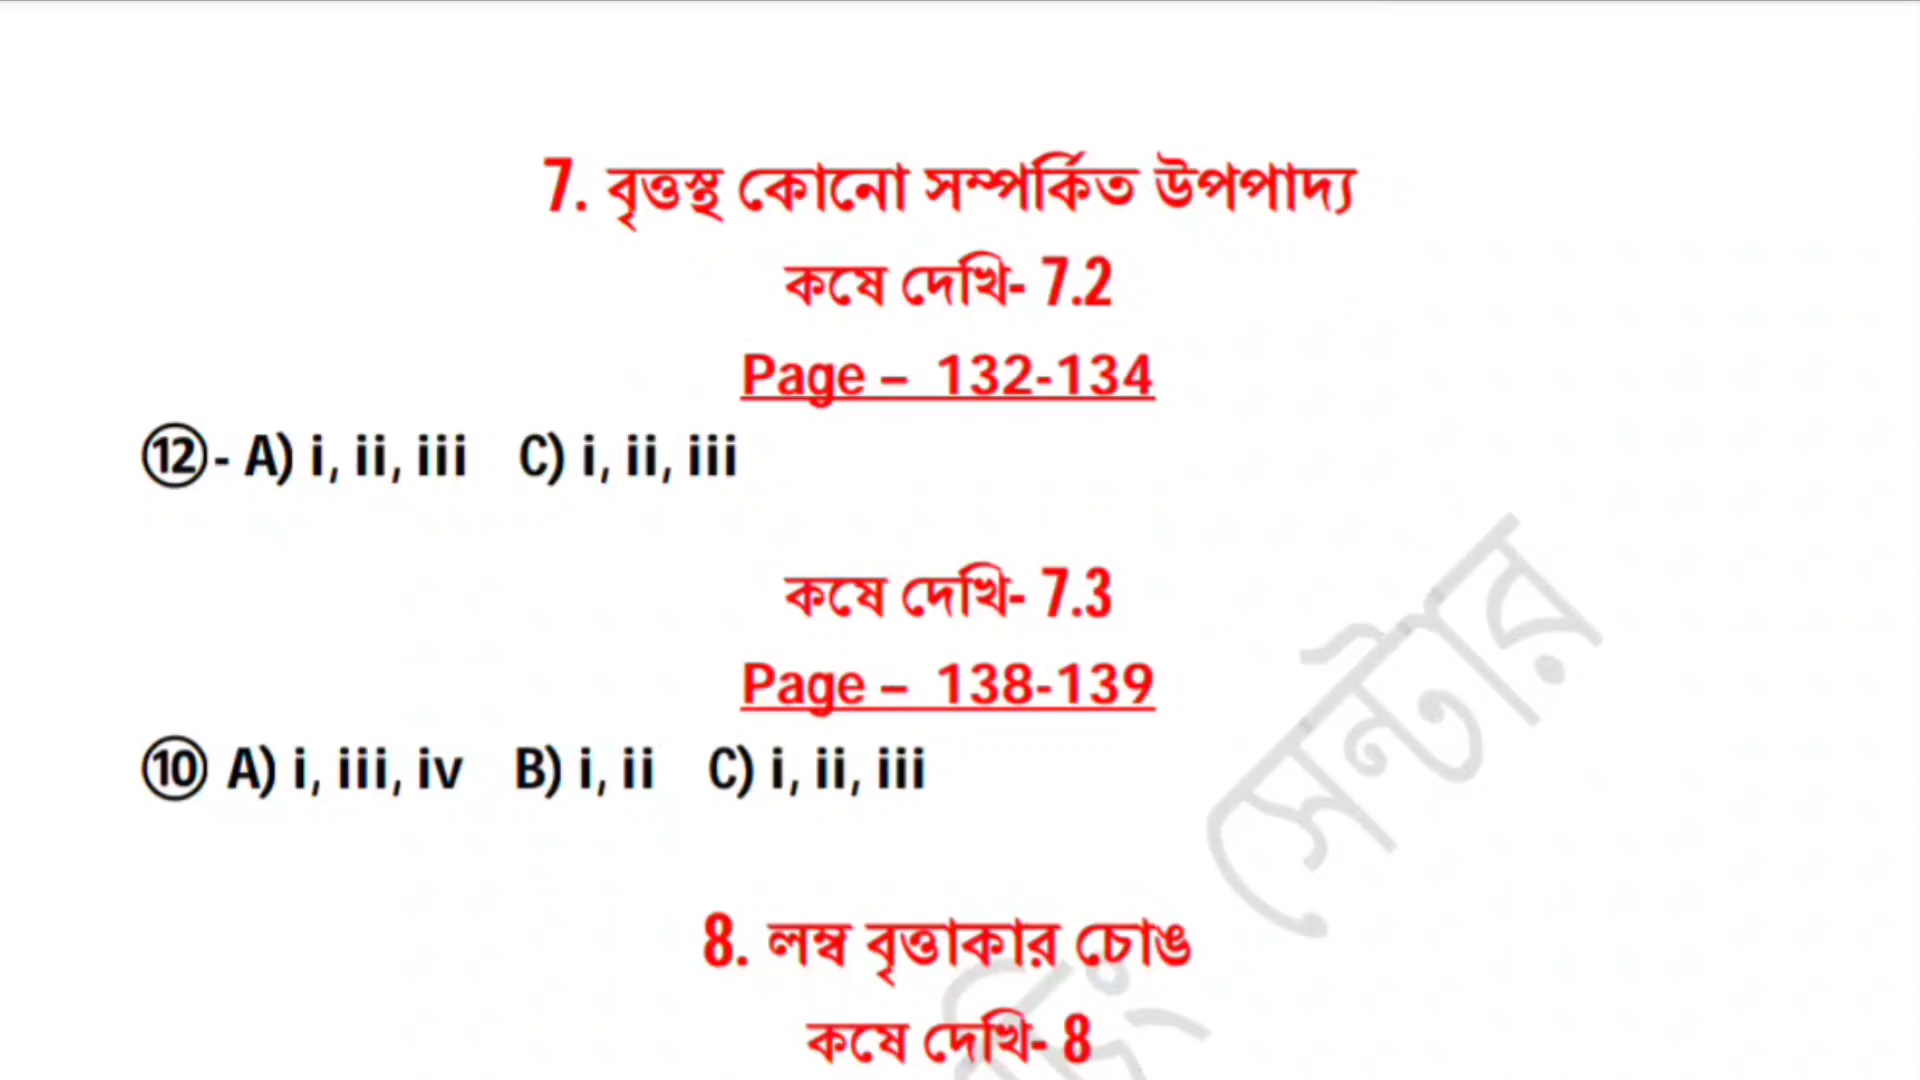 7. বৃত্তস্থ কোনো সম্পর্কিত উপপাদ্য
কষে দেখি- 7.2
Page – 132-134
⑫- A) i, ii, iii C) i, ii, iii
কষে দেখি- 7.3
Page – 138-139
⑩ A) i, iii, iv B) i, ii C) i, ii, iii
সেন্টার
8. লম্ব বৃত্তাকার চোঙ
কষে দেখি- 8